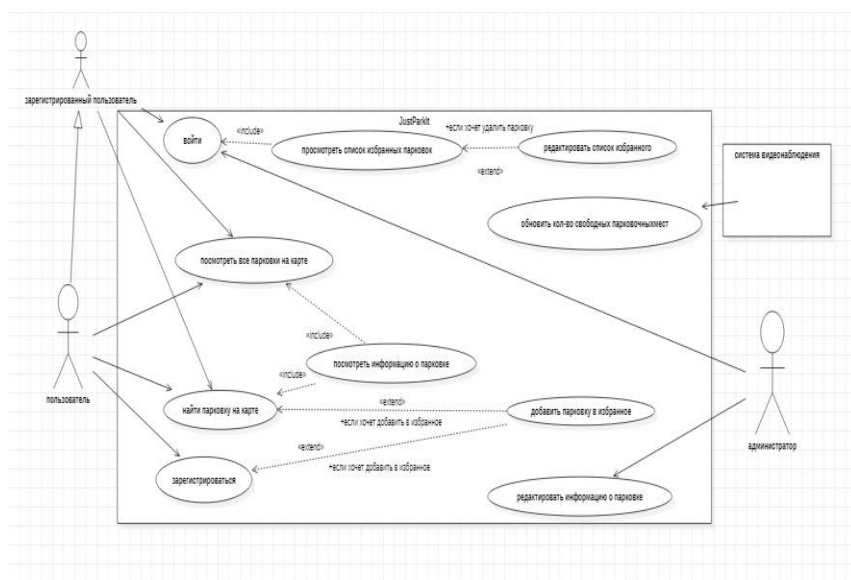 зарегистрированный пользователь
JustParkIt
войти
«include»
просмотреть список избранных парковок
+если хочет удалить парковку
редактировать список избранного
«extend»
система видеонаблюдения
обновить кол-во свободных парковочныхмест
посмотреть все парковки на карте
«include»
посмотреть информацию о парковке
«include»
пользователь
найти парковку на карте
«extend»
+если хочет добавить в избранное
добавить парковку в избранное
«extend»
+если хочет добавить в избранное
администратор
зарегистрироваться
редактировать информацию о парковке